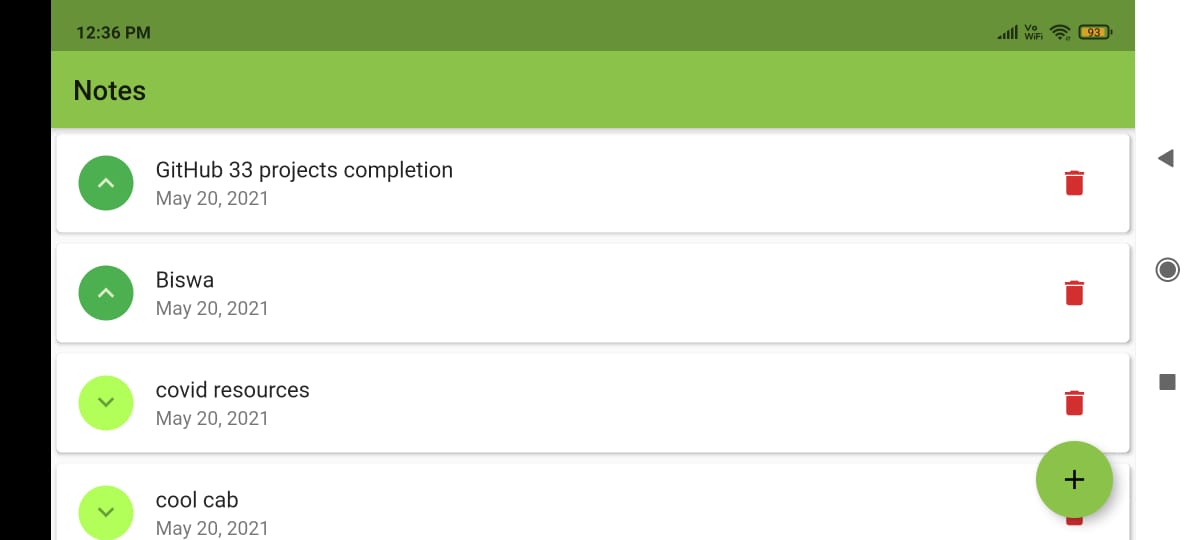 12:36 PM
Vo
WiFi
93
Notes
GitHub 33 projects completion
May 20, 2021
Biswa
May 20, 2021
covid resources
May 20, 2021
cool cab
May 20, 2021